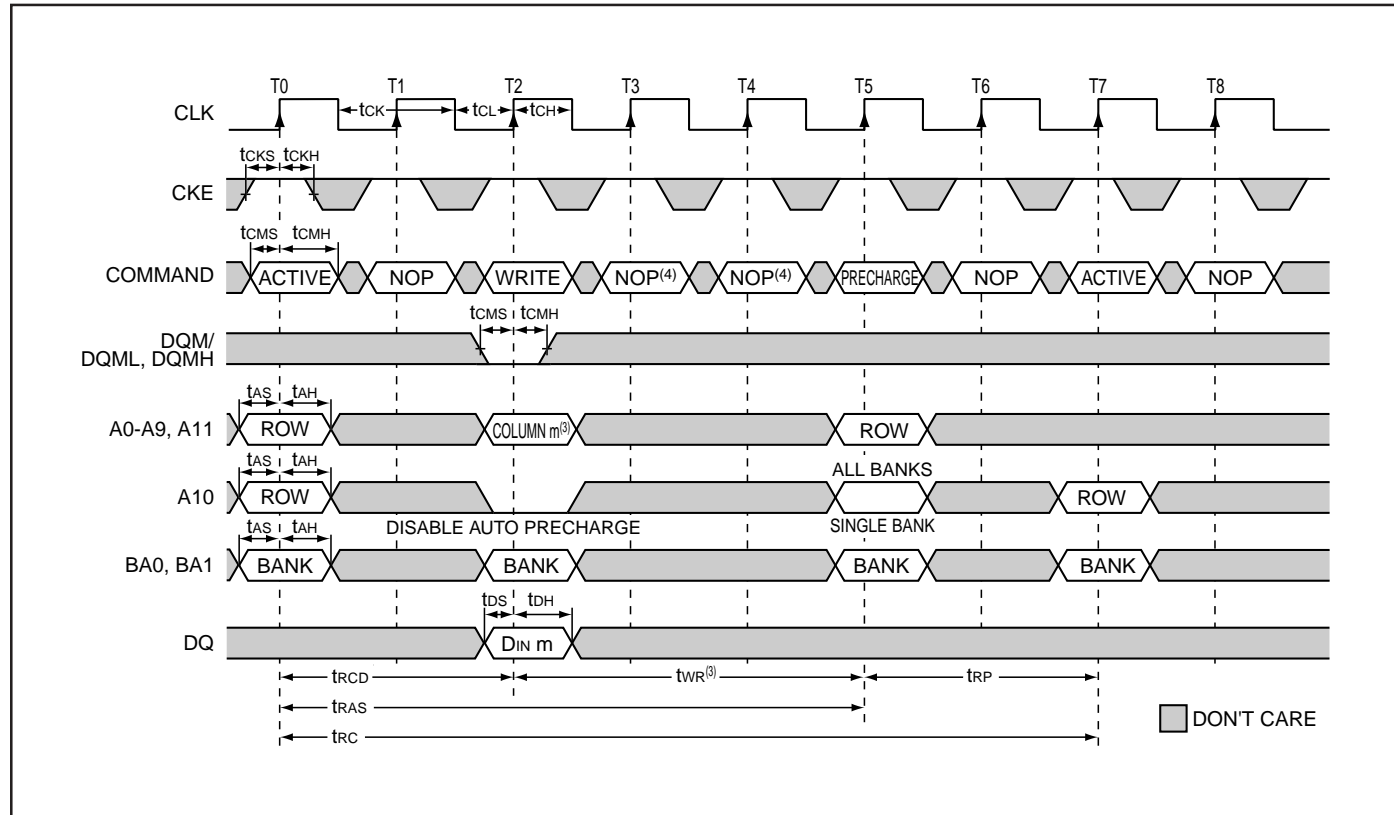 T0 T1 T2 T3 T4 T5 T6 T7 T8
tCK tCL tCH
CLK
tCKS tCKH
CKE
tCMS tCMH
COMMAND ACTIVE NOP WRITE NOP(4) NOP(4) PRECHARGE NOP ACTIVE NOP
tCMS tCMH
DQM/
DQML, DQMH
tAS tAH
A0-A9, A11 ROW COLUMN m(3) ROW
tAS tAH ALL BANKS
A10 ROW ROW
tAS tAH DISABLE AUTO PRECHARGE SINGLE BANK
BA0, BA1 BANK BANK BANK BANK
tDS tDH
DQ DIN m
tRCD tWR(3) tRP
tRAS
DON'T CARE
tRC